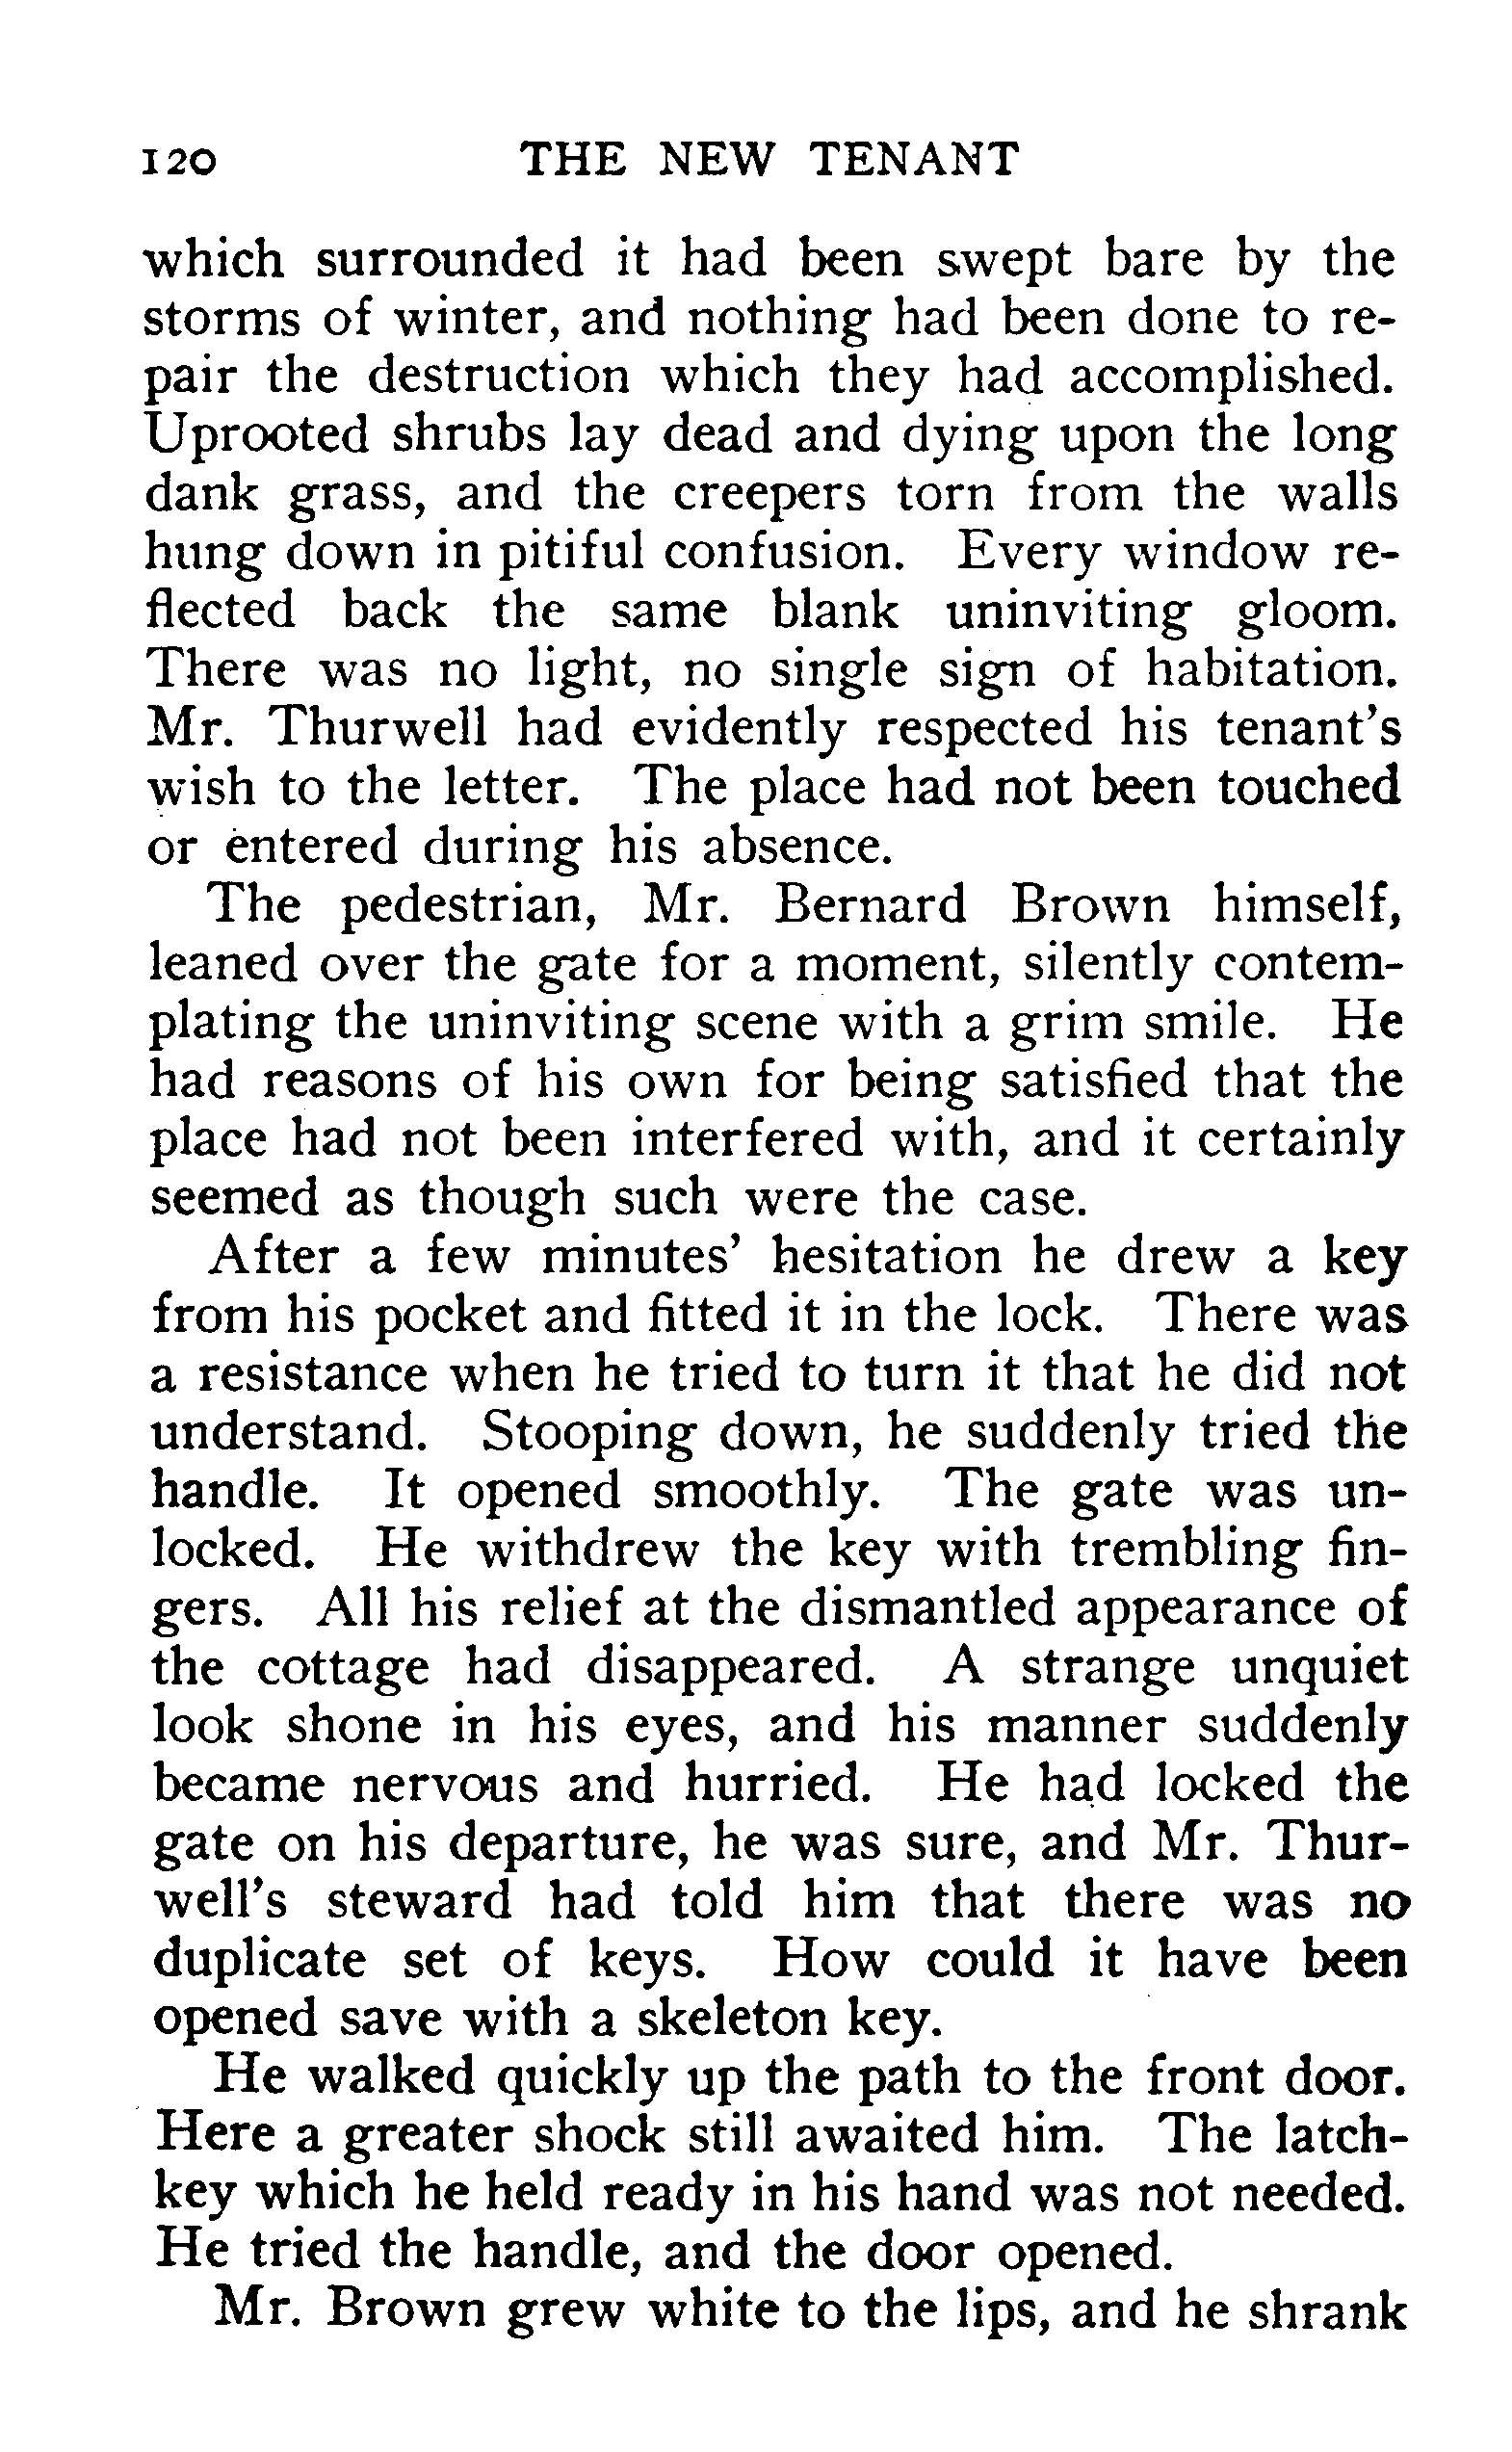 120 THE NEW TENANT
which surrounded it had been swept bare by the
storms of winter, and nothing had been done to re-
pair the destruction which they had accomplished.
Uprooted shrubs lay dead and dying upon the long
dank grass, and the creepers torn from the walls
hung down in pitiful confusion. Every window re-
flected back the same blank uninviting gloom.
There was no light, no single sign of habitation.
Mr. Thurwell had evidently respected his tenant's
wish to the letter. The place had not been touched
or entered during his absence.
The pedestrian, Mr. Bernard Brown himself,
leaned over the gate for a moment, silently contem-
plating the uninviting scene with a grim smile. He
had reasons of his own for being satisfied that the
place had not been interfered with, and it certainly
seemed as though such were the case.
After a few minutes' hesitation he drew a key
from his pocket and fitted it in the lock. There was
a resistance when he tried to turn it that he did not
understand. Stooping down, he suddenly tried the
handle. It opened smoothly. The gate was un-
locked. He withdrew the key with trembling fin-
gers. All his relief at the dismantled appearance of
the cottage had disappeared. A strange unquiet
look shone in his eyes, and his manner suddenly
became nervous and hurried. He had locked the
gate on his departure, he was sure, and Mr. Thur-
well's steward had told him that there was no
duplicate set of keys. How could it have been
opened save with a skeleton key.
He walked quickly up the path to the front door.
Here a greater shock still awaited him. The latch-
key which he held ready in his hand was not needed.
He tried the handle, and the door opened.
Mr. Brown grew white to the lips, and he shrank